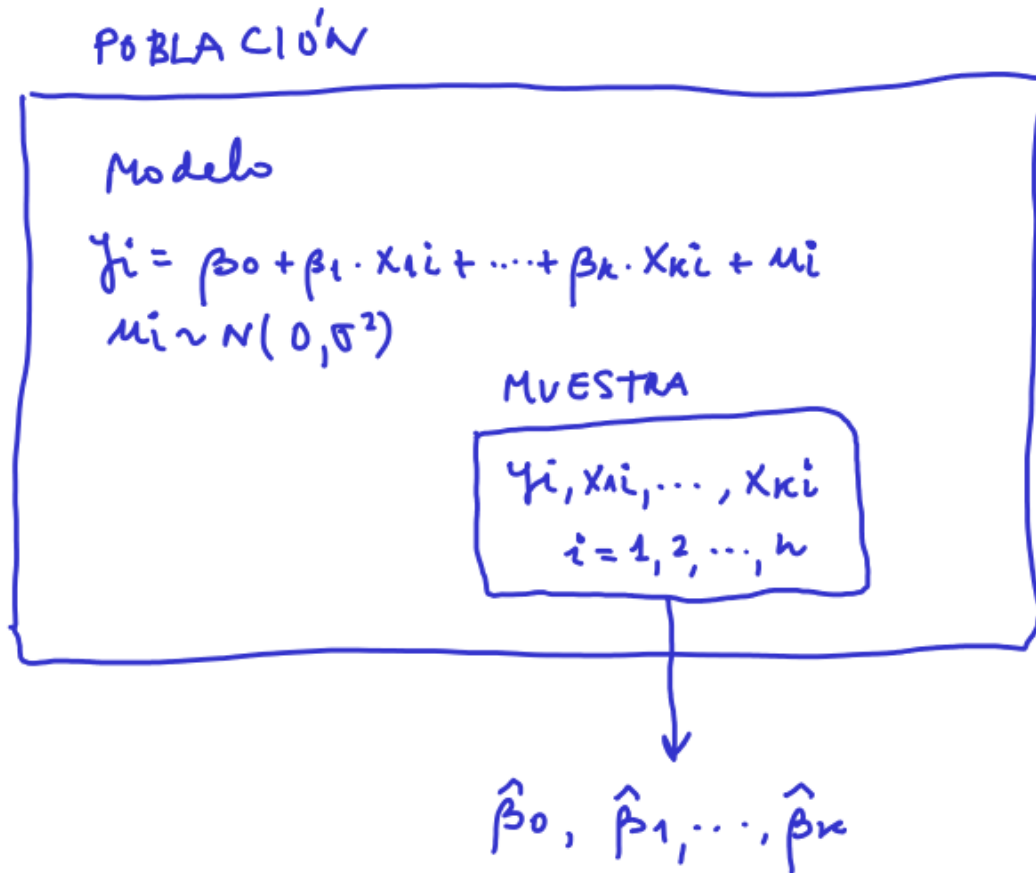 POBLACIÓN
Modelo
yi = β0 + β1 · X1i + ....+ βk · Xki + ui
ui ~ N(0, σ²)
MUESTRA
yi, X1i, ..., Xki
i = 1, 2, ..., n
β̂0, β̂1, ..., β̂k